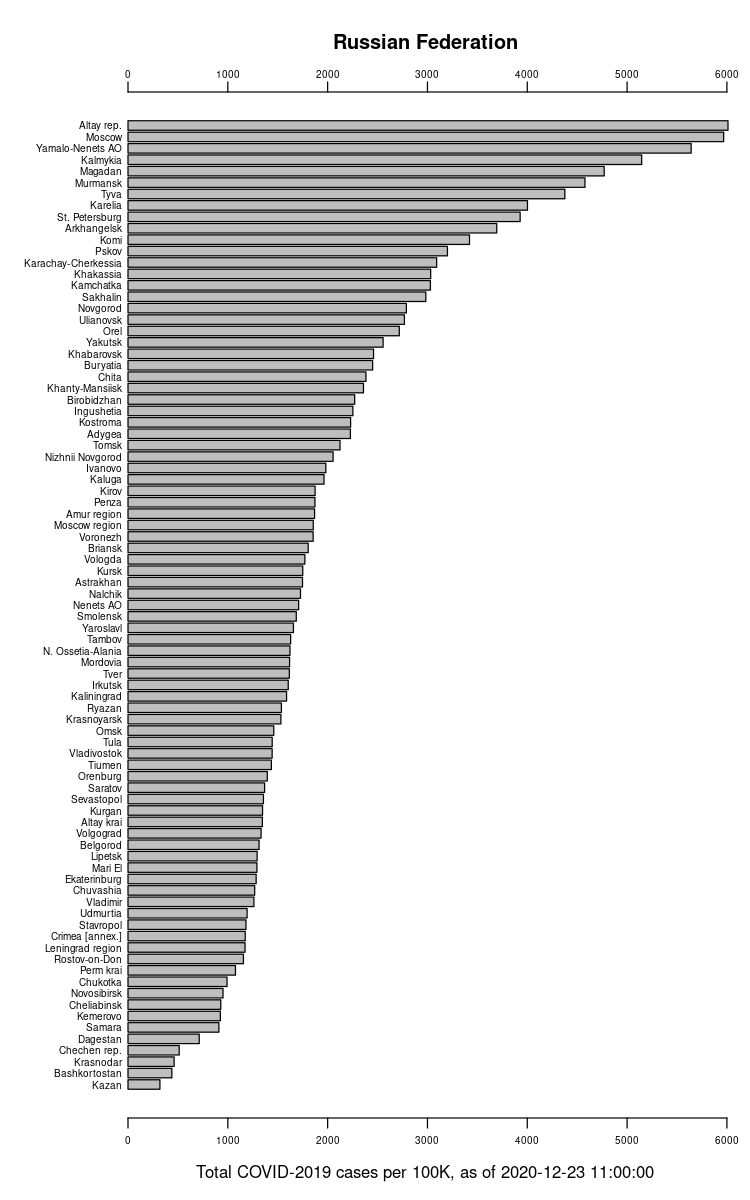 Russian Federation
0 1000 2000 3000 4000 5000 6000
Altay rep.
Moscow
Yamalo-Nenets AO
Kalmykia
Magadan
Murmansk
Tyva
Karelia
St. Petersburg
Arkhangelsk
Komi
Pskov
Karachay-Cherkessia
Khakassia
Kamchatka
Sakhalin
Novgorod
Ulianovsk
Orel
Yakutsk
Khabarovsk
Buryatia
Chita
Khanty-Mansiisk
Birobidzhan
Ingushetia
Kostroma
Adygea
Tomsk
Nizhnii Novgorod
Ivanovo
Kaluga
Kirov
Penza
Amur region
Moscow region
Voronezh
Briansk
Vologda
Kursk
Astrakhan
Nalchik
Nenets AO
Smolensk
Yaroslavl
Tambov
N. Ossetia-Alania
Mordovia
Tver
Irkutsk
Kaliningrad
Ryazan
Krasnoyarsk
Omsk
Tula
Vladivostok
Tiumen
Orenburg
Saratov
Sevastopol
Kurgan
Altay krai
Volgograd
Belgorod
Lipetsk
Mari El
Ekaterinburg
Chuvashia
Vladimir
Udmurtia
Stavropol
Crimea [annex.]
Leningrad region
Rostov-on-Don
Perm krai
Chukotka
Novosibirsk
Cheliabinsk
Kemerovo
Samara
Dagestan
Chechen rep.
Krasnodar
Bashkortostan
Kazan
0 1000 2000 3000 4000 5000 6000
Total COVID-2019 cases per 100K, as of 2020-12-23 11:00:00